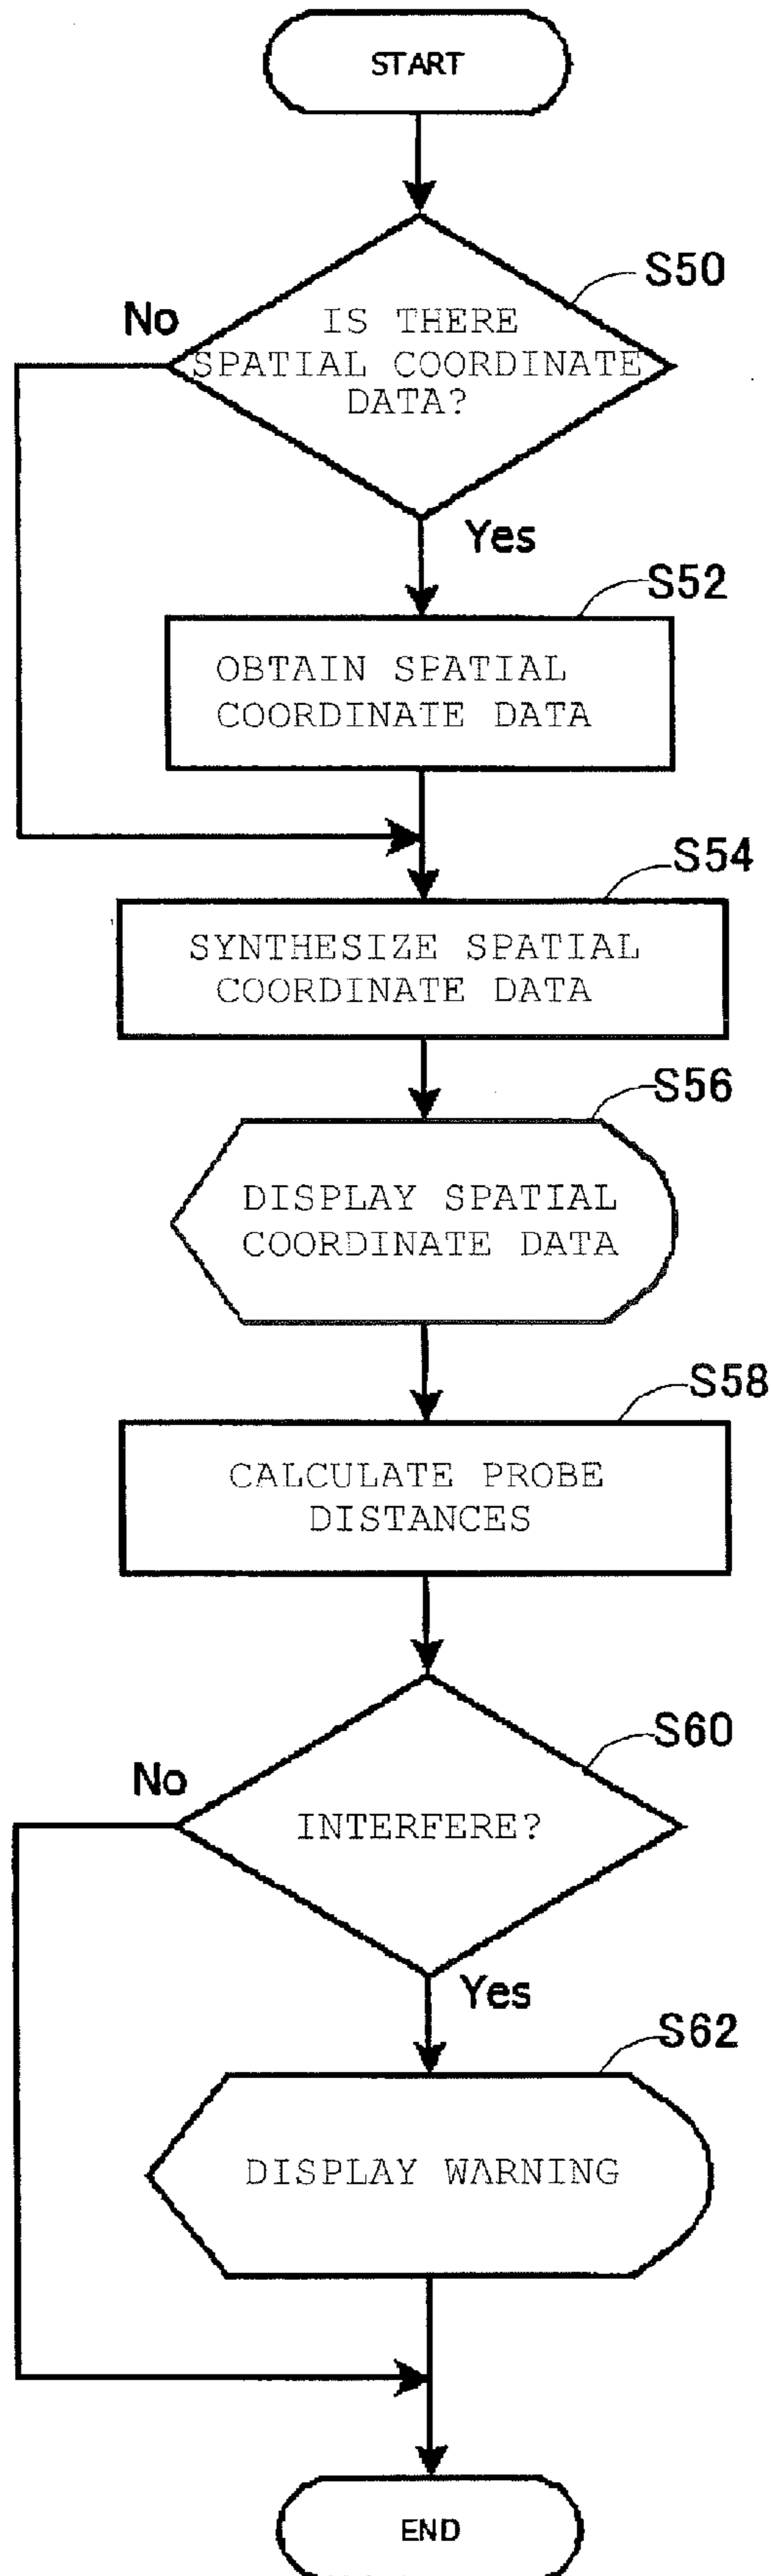 START
S50
No
IS THERE
SPATIAL COORDINATE
DATA?
Yes
S52
OBTAIN SPATIAL
COORDINATE DATA
S54
SYNTHESIZE SPATIAL
COORDINATE DATA
S56
DISPLAY SPATIAL
COORDINATE DATA
S58
CALCULATE PROBE
DISTANCES
S60
No
INTERFERE?
Yes
S62
DISPLAY WARNING
END